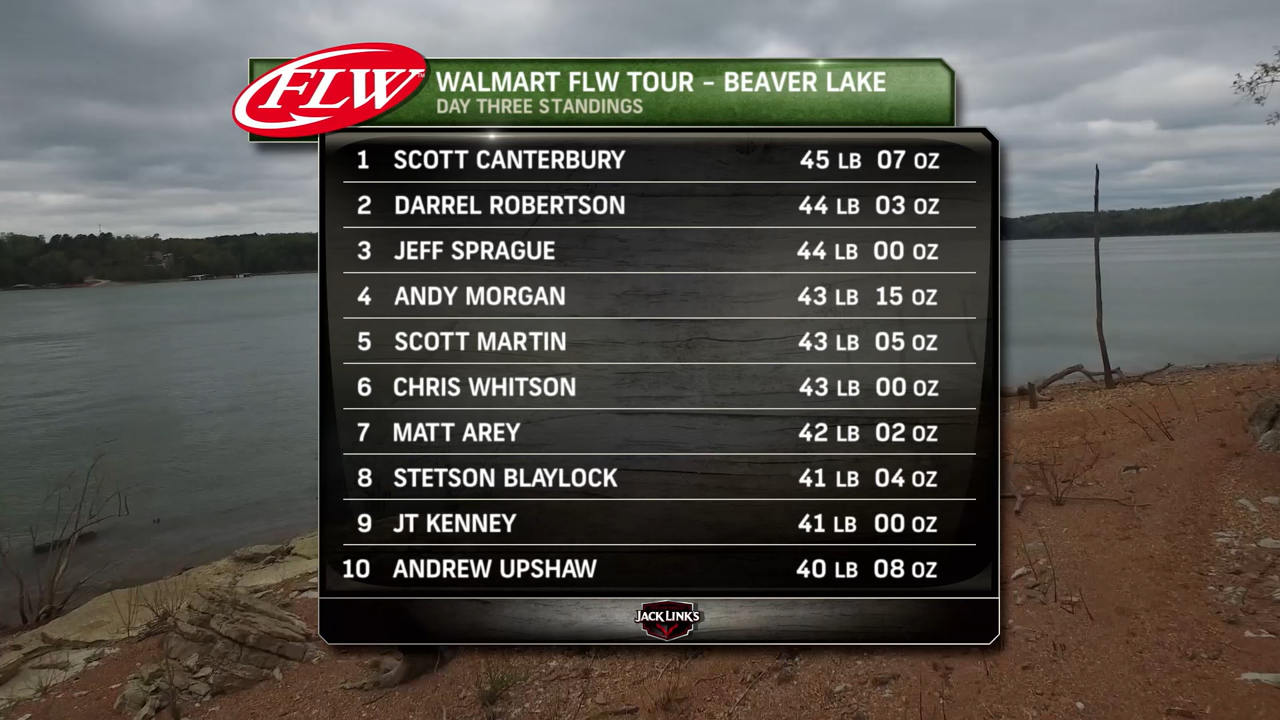 FLW™
WALMART FLW TOUR – BEAVER LAKE
DAY THREE STANDINGS
1 SCOTT CANTERBURY 45 LB 07 OZ
2 DARREL ROBERTSON 44 LB 03 OZ
3 JEFF SPRAGUE 44 LB 00 OZ
4 ANDY MORGAN 43 LB 15 OZ
5 SCOTT MARTIN 43 LB 05 OZ
6 CHRIS WHITSON 43 LB 00 OZ
7 MATT AREY 42 LB 02 OZ
8 STETSON BLAYLOCK 41 LB 04 OZ
9 JT KENNEY 41 LB 00 OZ
10 ANDREW UPSHAW 40 LB 08 OZ
JACK LINK'S